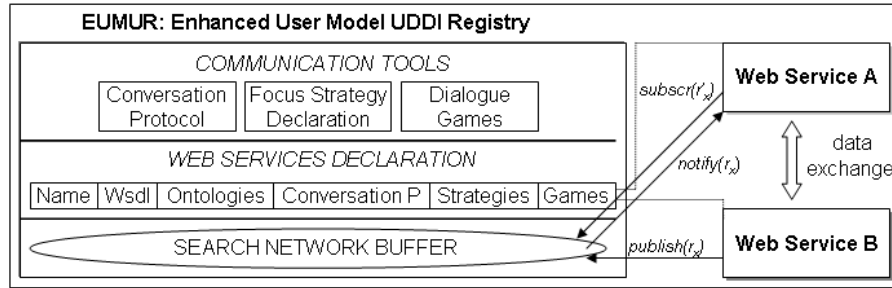 EUMUR: Enhanced User Model UDDI Registry
COMMUNICATION TOOLS
Conversation Protocol
Focus Strategy Declaration
Dialogue Games
WEB SERVICES DECLARATION
Name Wsdl Ontologies Conversation P Strategies Games
SEARCH NETWORK BUFFER
subscr(r'x)
notify(rx)
publish(rx)
Web Service A
data exchange
Web Service B